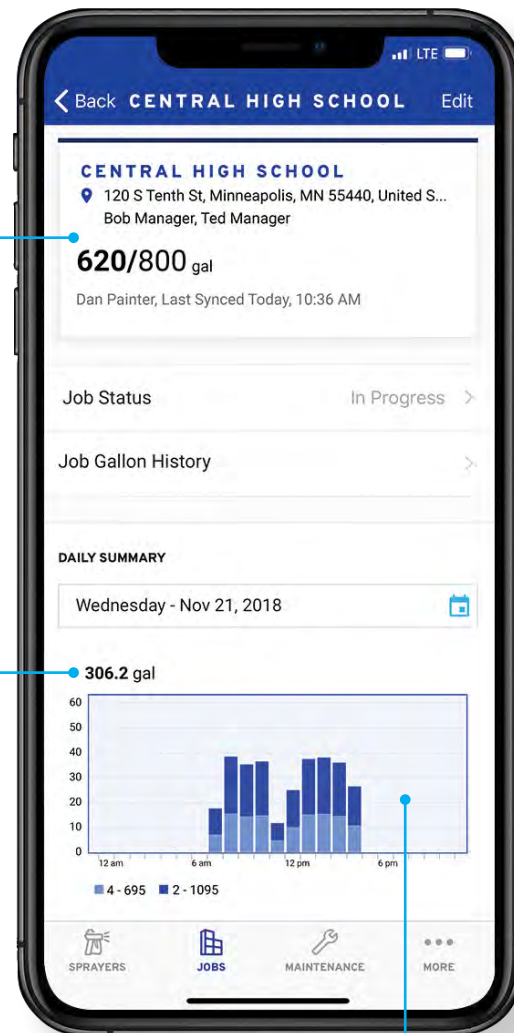 LTE
Back CENTRAL HIGH SCHOOL Edit
CENTRAL HIGH SCHOOL
120 S Tenth St, Minneapolis, MN 55440, United S...
Bob Manager, Ted Manager
620/800 gal
Dan Painter, Last Synced Today, 10:36 AM
Job Status In Progress
Job Gallon History
DAILY SUMMARY
Wednesday - Nov 21, 2018
306.2 gal
60
50
40
30
20
10
0
12 am 6 am 12 pm 6 pm
4 - 695 2 - 1095
SPRAYERS JOBS MAINTENANCE MORE